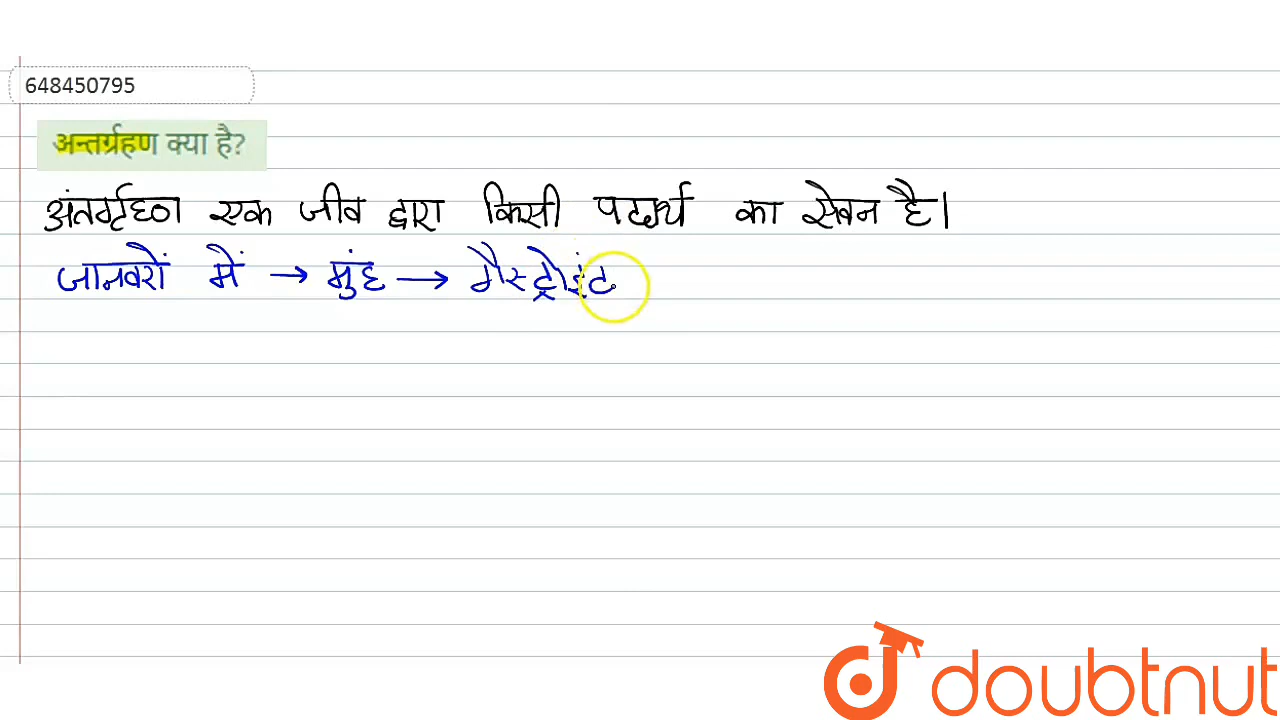 648450795
अन्तर्ग्रहण क्या है?
अंतर्ग्रहण एक जीव द्वारा किसी पदार्थ का सेवन है।
जानवरों में → मुंह → गैस्ट्रोइंट
doubtnut